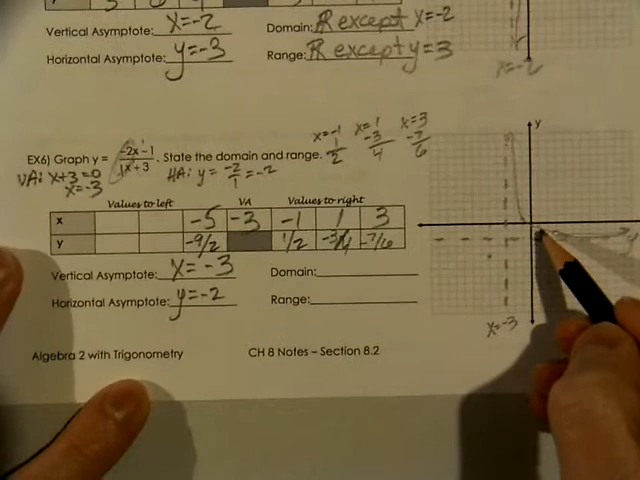 Vertical Asymptote: x=-2 Domain: ℝ except x=-2
Horizontal Asymptote: y=-3 Range: ℝ except y=3
x=-2
x=-1 x=1 x=3
1/2 -3/4 -7/6
EX6) Graph y = -2x-1/1x+3. State the domain and range.
VA: x+3=0 HA: y = -2/1 = -2
x=-3
Values to left VA Values to right
x -5 -3 -1 1 3
y -9/2 1/2 -3/4 -7/6
Vertical Asymptote: x=-3 Domain:
Horizontal Asymptote: y=-2 Range:
y
x=-3
Algebra 2 with Trigonometry CH 8 Notes – Section 8.2